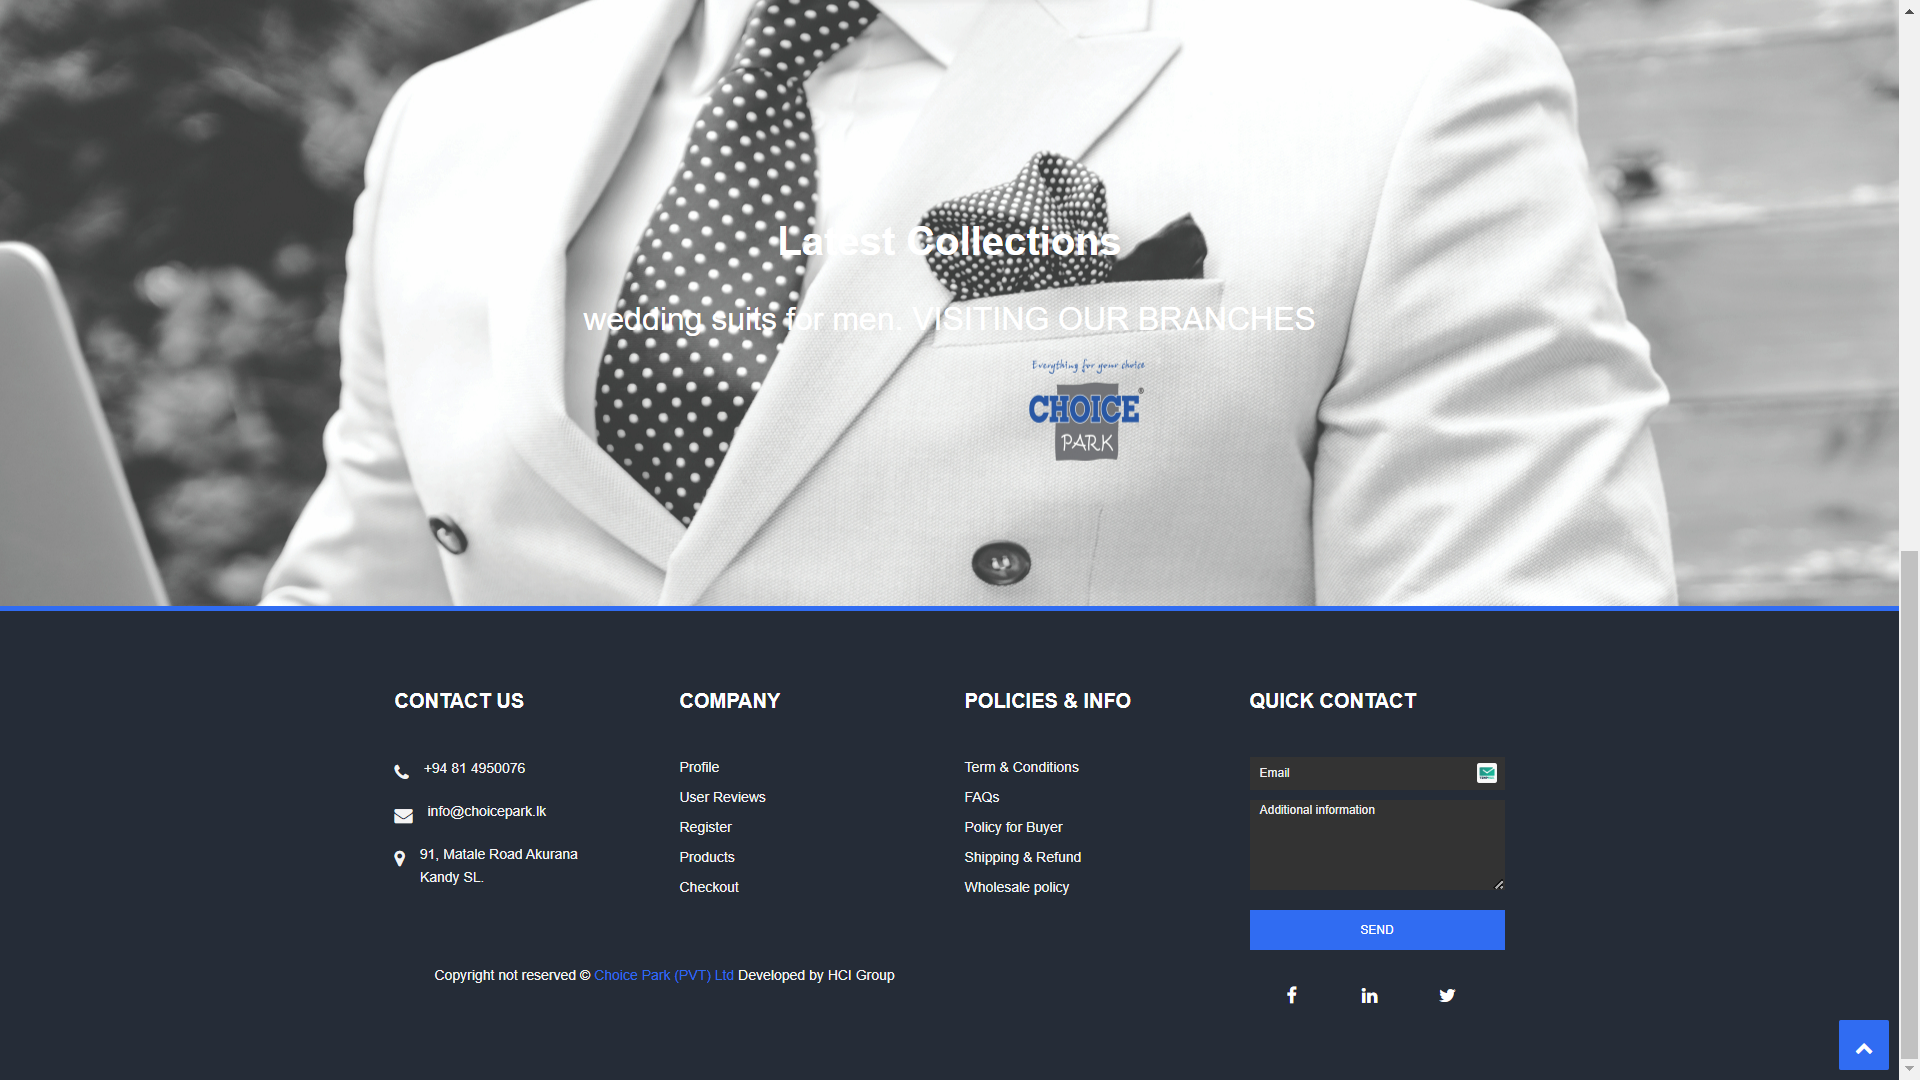 Latest Collections
wedding suits for men. VISITING OUR BRANCHES
Everything for your choice
CHOICE®
PARK
CONTACT US
+94 81 4950076
info@choicepark.lk
91, Matale Road Akurana
Kandy SL.
COMPANY
Profile
User Reviews
Register
Products
Checkout
POLICIES & INFO
Term & Conditions
FAQs
Policy for Buyer
Shipping & Refund
Wholesale policy
QUICK CONTACT
Email
Additional information
SEND
Copyright not reserved © Choice Park (PVT) Ltd Developed by HCI Group